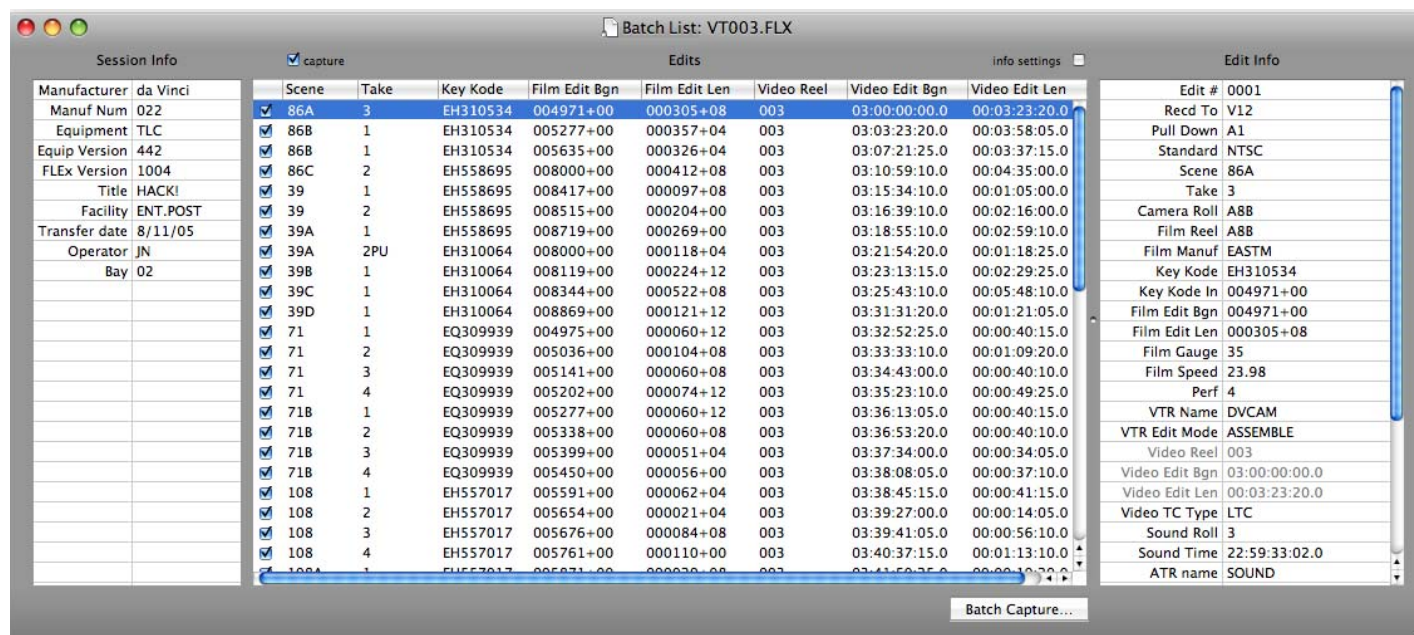 Batch List: VT003.FLX
Session Info
Manufacturer da Vinci
Manuf Num 022
Equipment TLC
Equip Version 442
FLEx Version 1004
Title HACK!
Facility ENT.POST
Transfer date 8/11/05
Operator JN
Bay 02
capture Edits info settings
Scene Take Key Kode Film Edit Bgn Film Edit Len Video Reel Video Edit Bgn Video Edit Len
86A 3 EH310534 004971+00 000305+08 003 03:00:00:00.0 00:03:23:20.0
86B 1 EH310534 005277+00 000357+04 003 03:03:23:20.0 00:03:58:05.0
86B 1 EH310534 005635+00 000326+04 003 03:07:21:25.0 00:03:37:15.0
86C 2 EH558695 008000+00 000412+08 003 03:10:59:10.0 00:04:35:00.0
39 1 EH558695 008417+00 000097+08 003 03:15:34:10.0 00:01:05:00.0
39 2 EH558695 008515+00 000204+00 003 03:16:39:10.0 00:02:16:00.0
39A 1 EH558695 008719+00 000269+00 003 03:18:55:10.0 00:02:59:10.0
39A 2PU EH310064 008000+00 000118+04 003 03:21:54:20.0 00:01:18:25.0
39B 1 EH310064 008119+00 000224+12 003 03:23:13:15.0 00:02:29:25.0
39C 1 EH310064 008344+00 000522+08 003 03:25:43:10.0 00:05:48:10.0
39D 1 EH310064 008869+00 000121+12 003 03:31:31:20.0 00:01:21:05.0
71 1 EQ309939 004975+00 000060+12 003 03:32:52:25.0 00:00:40:15.0
71 2 EQ309939 005036+00 000104+08 003 03:33:33:10.0 00:01:09:20.0
71 3 EQ309939 005141+00 000060+08 003 03:34:43:00.0 00:00:40:10.0
71 4 EQ309939 005202+00 000074+12 003 03:35:23:10.0 00:00:49:25.0
71B 1 EQ309939 005277+00 000060+12 003 03:36:13:05.0 00:00:40:15.0
71B 2 EQ309939 005338+00 000060+08 003 03:36:53:20.0 00:00:40:10.0
71B 3 EQ309939 005399+00 000051+04 003 03:37:34:00.0 00:00:34:05.0
71B 4 EQ309939 005450+00 000056+00 003 03:38:08:05.0 00:00:37:10.0
108 1 EH557017 005591+00 000062+04 003 03:38:45:15.0 00:00:41:15.0
108 2 EH557017 005654+00 000021+04 003 03:39:27:00.0 00:00:14:05.0
108 3 EH557017 005676+00 000084+08 003 03:39:41:05.0 00:00:56:10.0
108 4 EH557017 005761+00 000110+00 003 03:40:37:15.0 00:01:13:10.0
Edit Info
Edit # 0001
Recd To V12
Pull Down A1
Standard NTSC
Scene 86A
Take 3
Camera Roll A8B
Film Reel A8B
Film Manuf EASTM
Key Kode EH310534
Key Kode In 004971+00
Film Edit Bgn 004971+00
Film Edit Len 000305+08
Film Gauge 35
Film Speed 23.98
Perf 4
VTR Name DVCAM
VTR Edit Mode ASSEMBLE
Video Reel 003
Video Edit Bgn 03:00:00:00.0
Video Edit Len 00:03:23:20.0
Video TC Type LTC
Sound Roll 3
Sound Time 22:59:33:02.0
ATR name SOUND
Batch Capture...